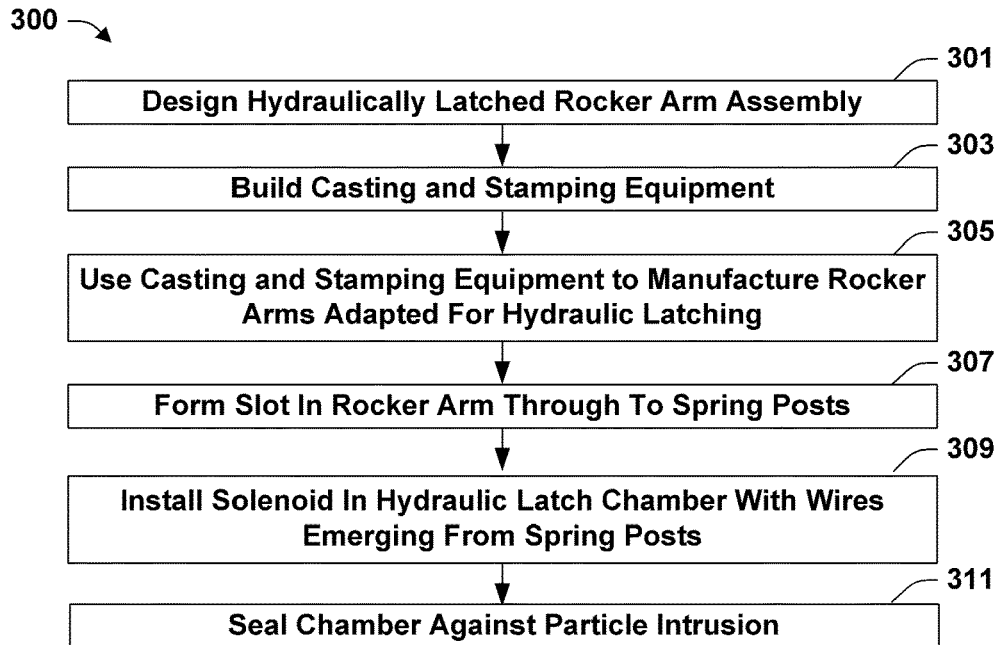 300
301
Design Hydraulically Latched Rocker Arm Assembly
303
Build Casting and Stamping Equipment
305
Use Casting and Stamping Equipment to Manufacture Rocker
Arms Adapted For Hydraulic Latching
307
Form Slot In Rocker Arm Through To Spring Posts
309
Install Solenoid In Hydraulic Latch Chamber With Wires
Emerging From Spring Posts
311
Seal Chamber Against Particle Intrusion